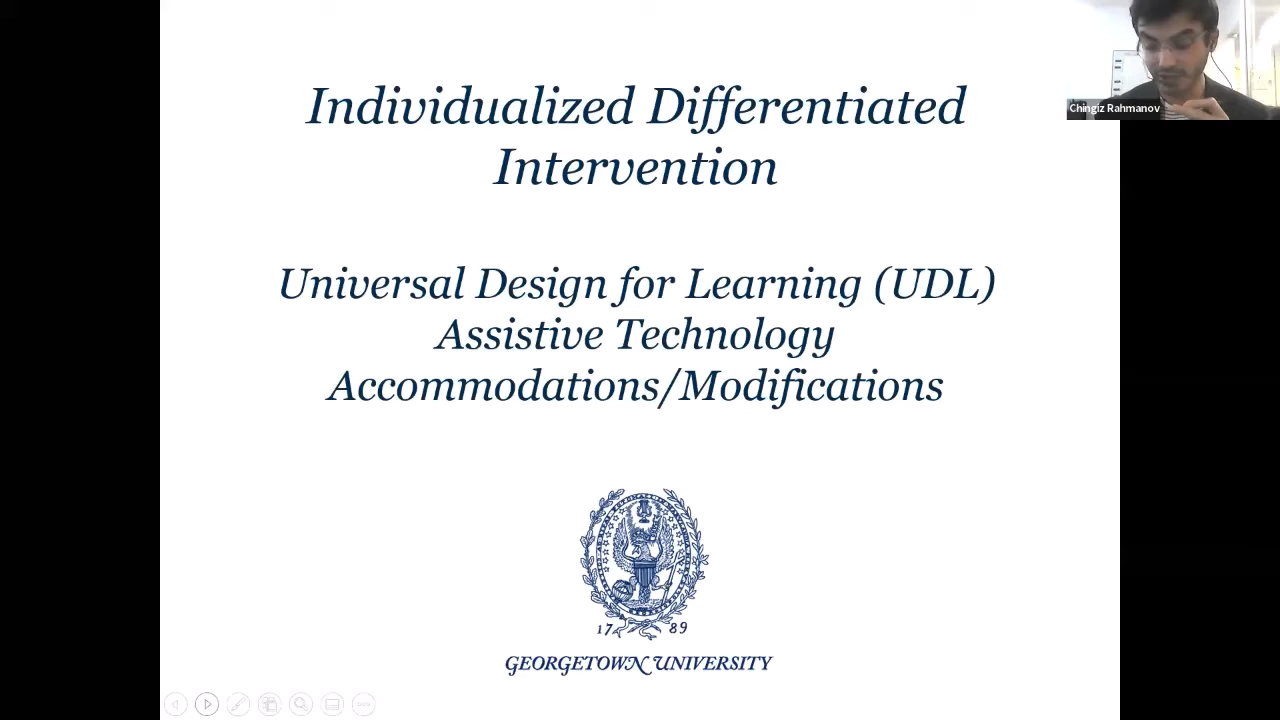 Individualized Differentiated
Intervention
Chingiz Rahmanov
Universal Design for Learning (UDL)
Assistive Technology
Accommodations/Modifications
17 89
GEORGETOWN UNIVERSITY